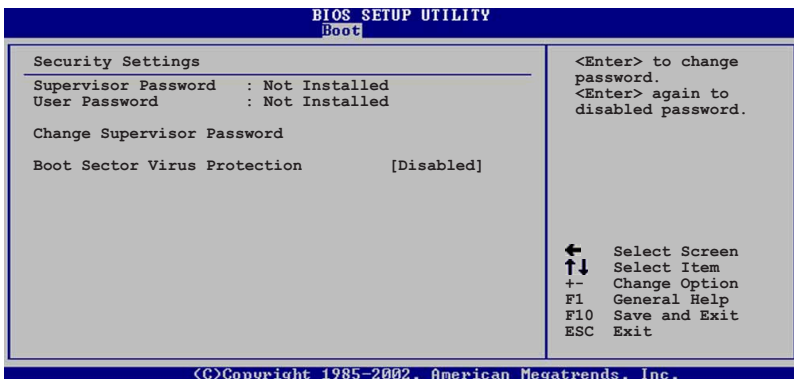 BIOS SETUP UTILITY
Boot
Security Settings
Supervisor Password : Not Installed
User Password : Not Installed
Change Supervisor Password
Boot Sector Virus Protection [Disabled]
<Enter> to change
password.
<Enter> again to
disabled password.
← Select Screen
↑↓ Select Item
+- Change Option
F1 General Help
F10 Save and Exit
ESC Exit
(C)Copyright 1985-2002, American Megatrends, Inc.